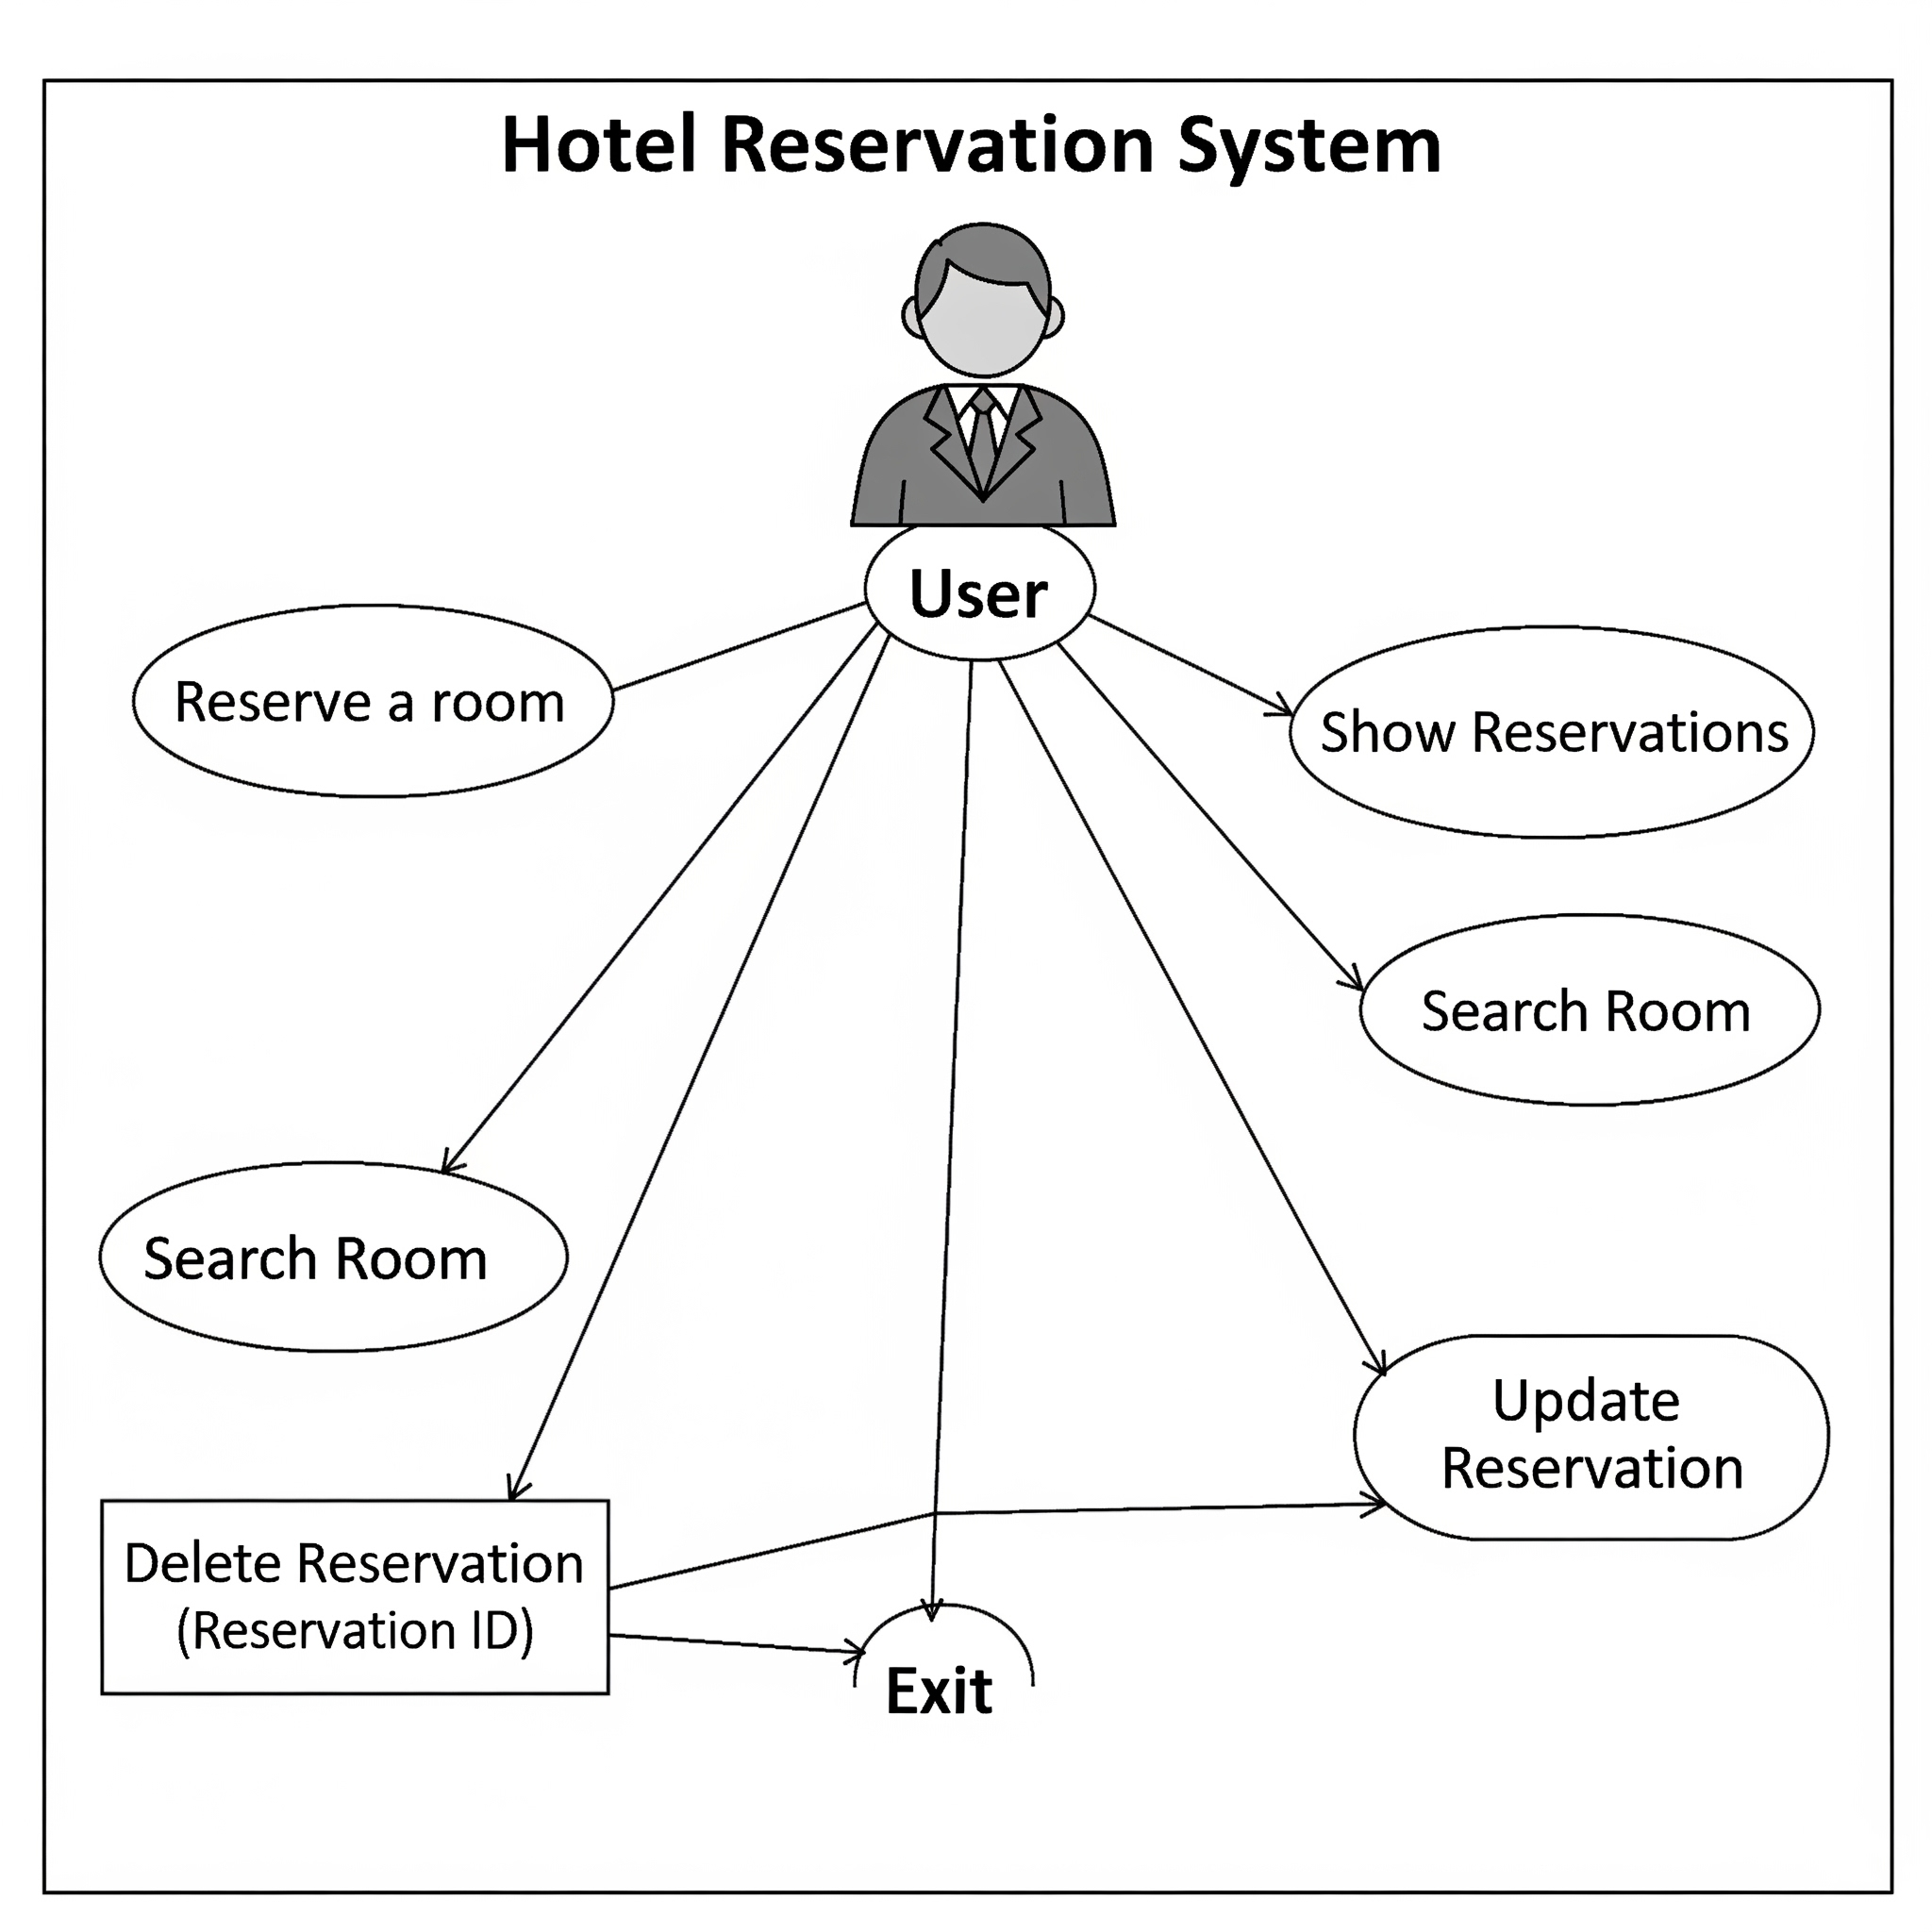 Hotel Reservation System
User
Reserve a room
Show Reservations
Search Room
Search Room
Update
Reservation
Delete Reservation
(Reservation ID)
Exit